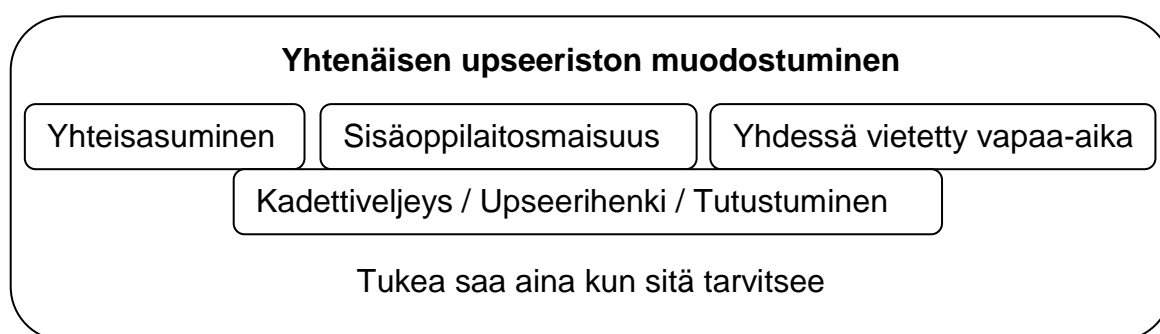 Yhtenäisen upseeriston muodostuminen
Yhteisasuminen
Sisäoppilaitosmaisuus
Yhdessä vietetty vapaa-aika
Kadettiveljeys / Upseerihenki / Tutustuminen
Tukea saa aina kun sitä tarvitsee